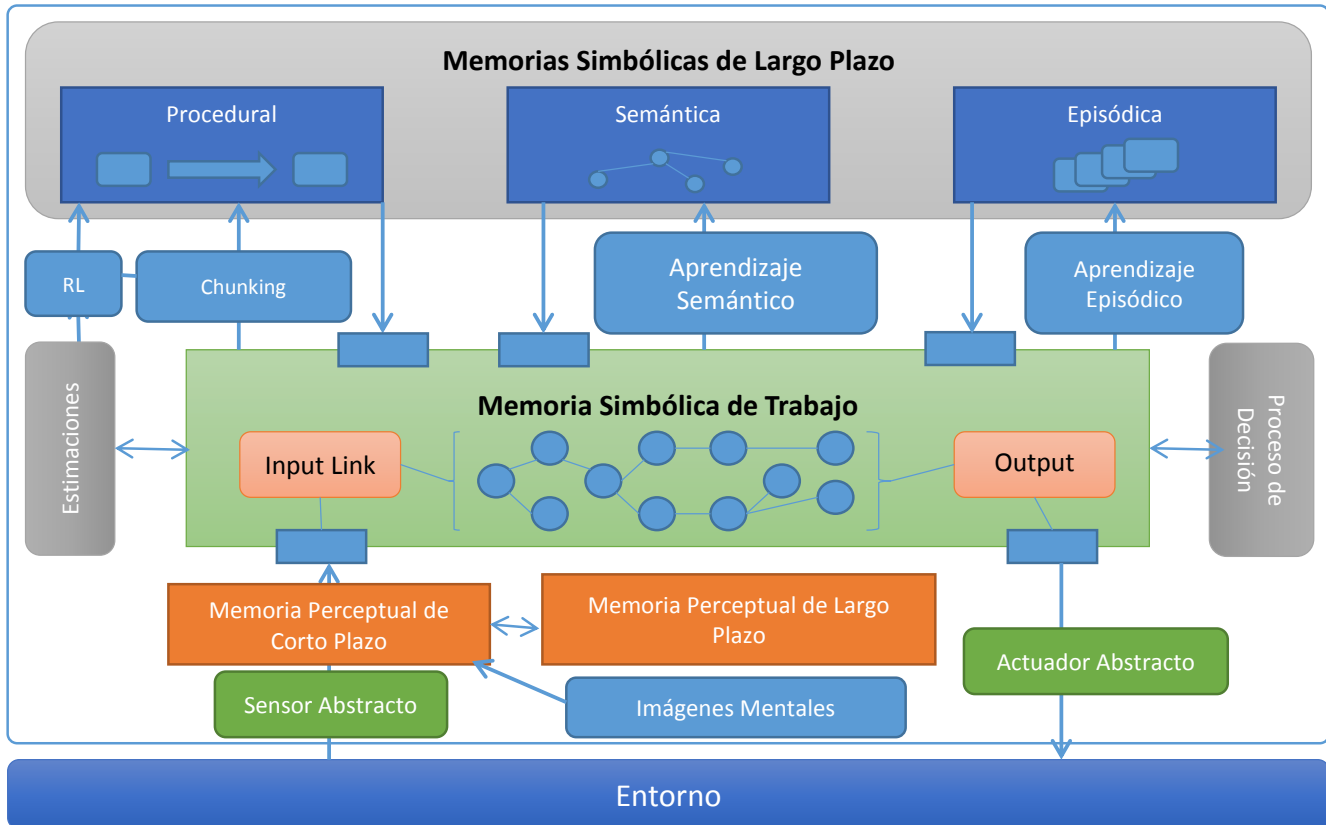 Memorias Simbólicas de Largo Plazo
Procedural
Semántica
Episódica
RL
Chunking
Aprendizaje
Semántico
Aprendizaje
Episódico
Estimaciones
Memoria Simbólica de Trabajo
Input Link
Output
Proceso de
Decisión
Memoria Perceptual de
Corto Plazo
Memoria Perceptual de Largo
Plazo
Actuador Abstracto
Sensor Abstracto
Imágenes Mentales
Entorno